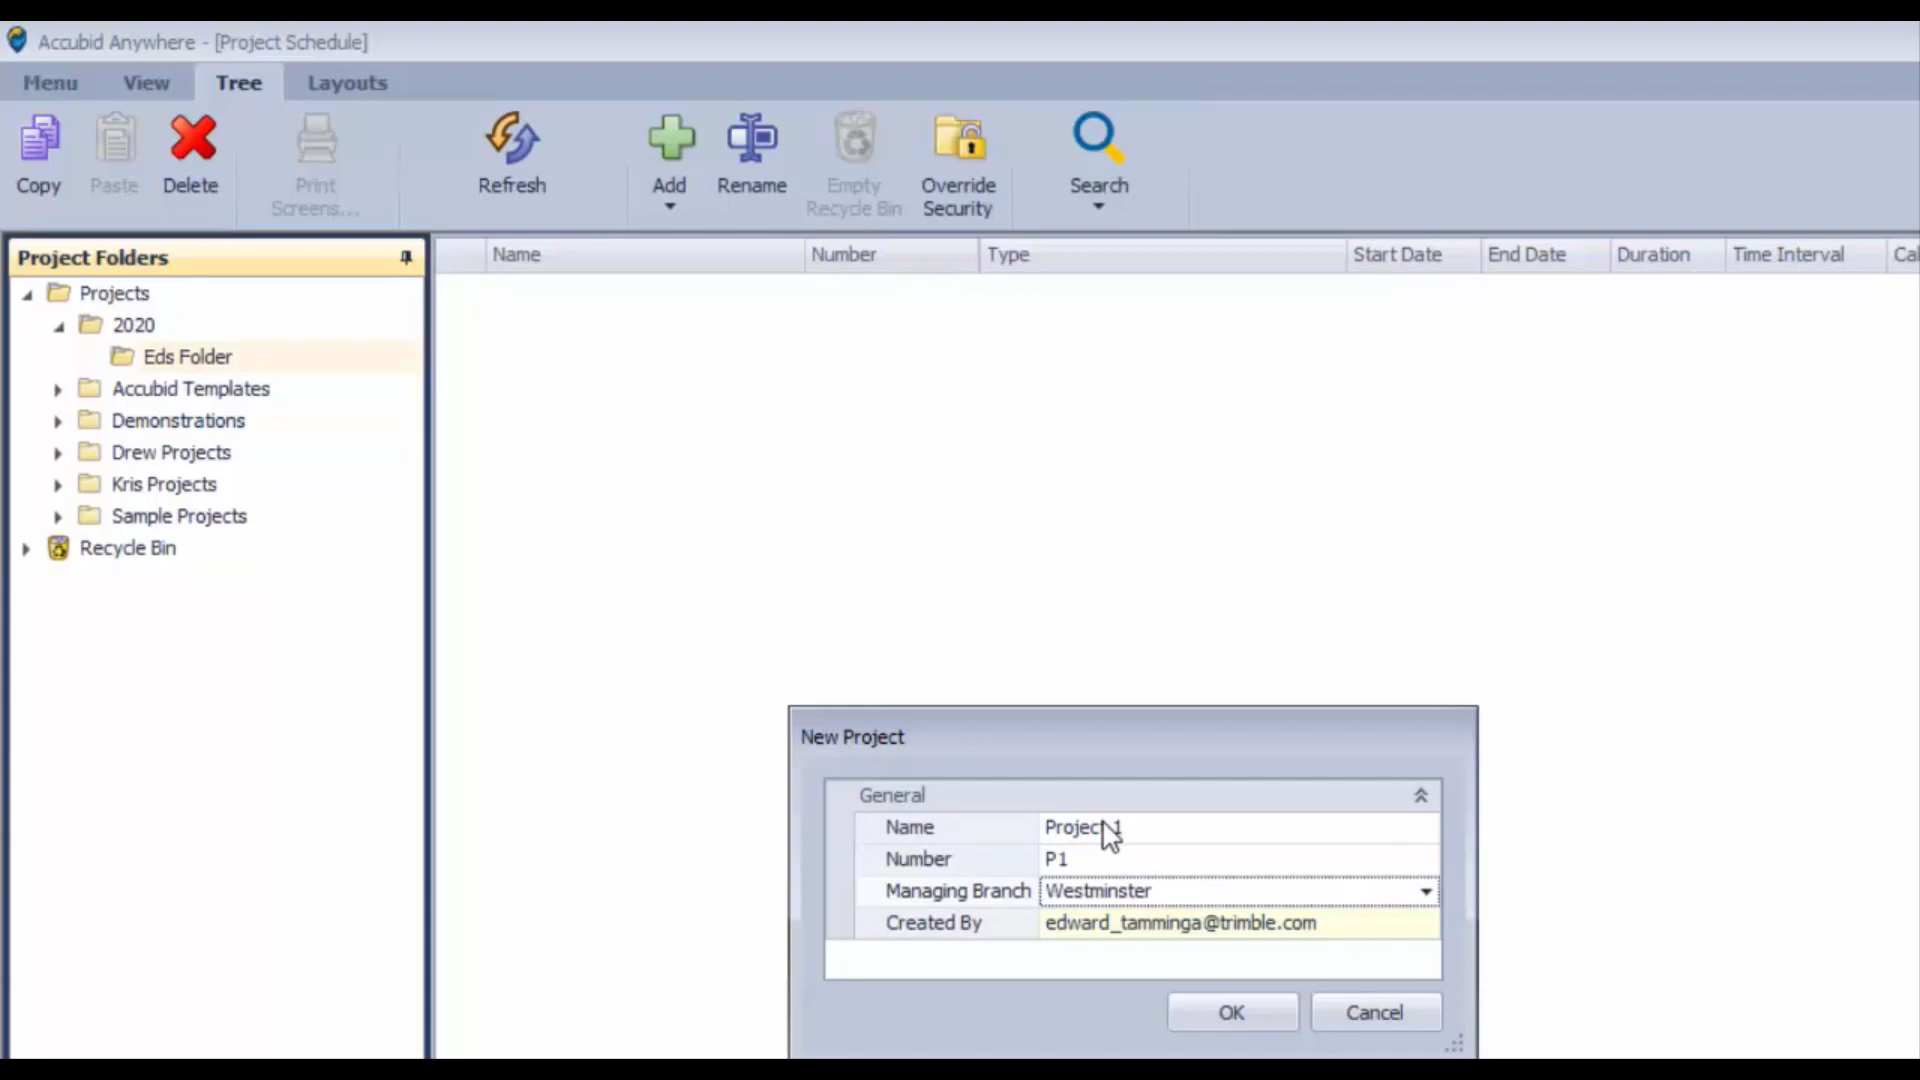 Accubid Anywhere - [Project Schedule]
Menu View Tree Layouts
Copy Paste Delete Print Screens... Refresh Add Rename Empty Recycle Bin Override Security Search
Project Folders
Name Number Type Start Date End Date Duration Time Interval Cal
Projects
2020
Eds Folder
Accubid Templates
Demonstrations
Drew Projects
Kris Projects
Sample Projects
Recycle Bin
New Project
General
Name Project 1
Number P1
Managing Branch Westminster
Created By edward_tamminga@trimble.com
OK Cancel